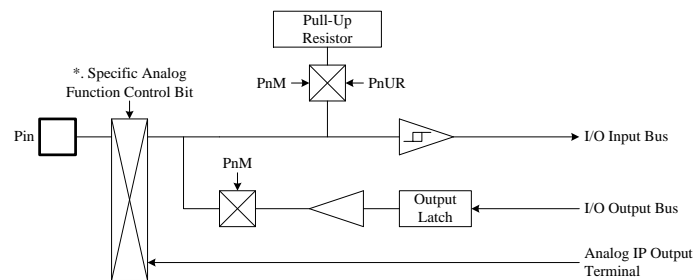 Pull-Up
Resistor
*. Specific Analog
Function Control Bit
PnM
PnUR
Pin
I/O Input Bus
PnM
Output
Latch
I/O Output Bus
Analog IP Output
Terminal